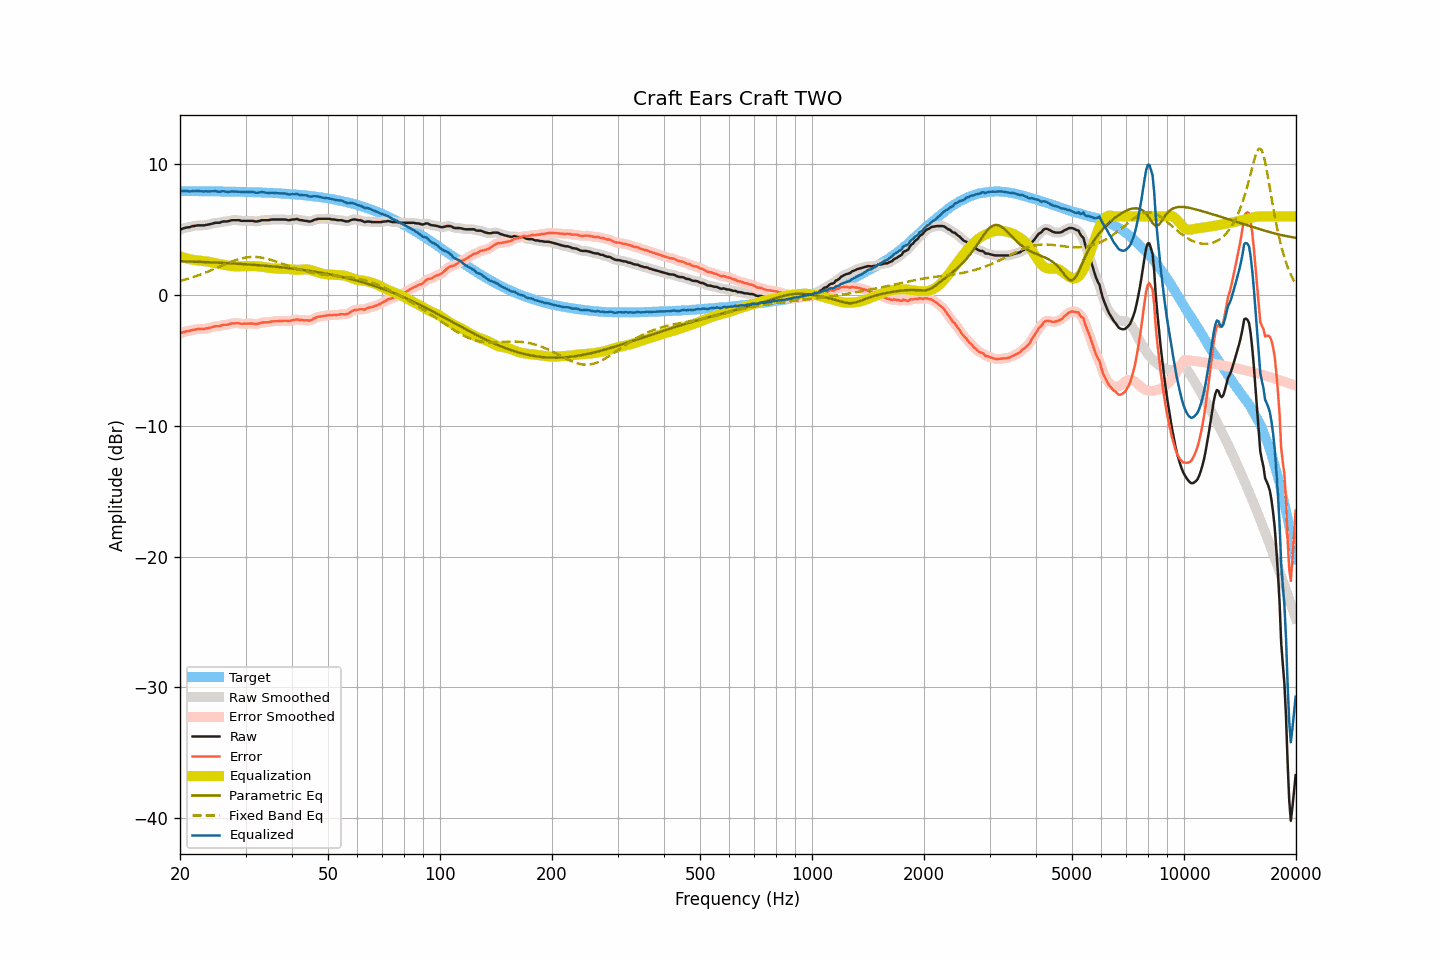 Craft Ears Craft TWO
10
0
−10
−20
−30
−40
Amplitude (dBr)
Target
Raw Smoothed
Error Smoothed
Raw
Error
Equalization
Parametric Eq
Fixed Band Eq
Equalized
20 50 100 200 500 1000 2000 5000 10000 20000
Frequency (Hz)